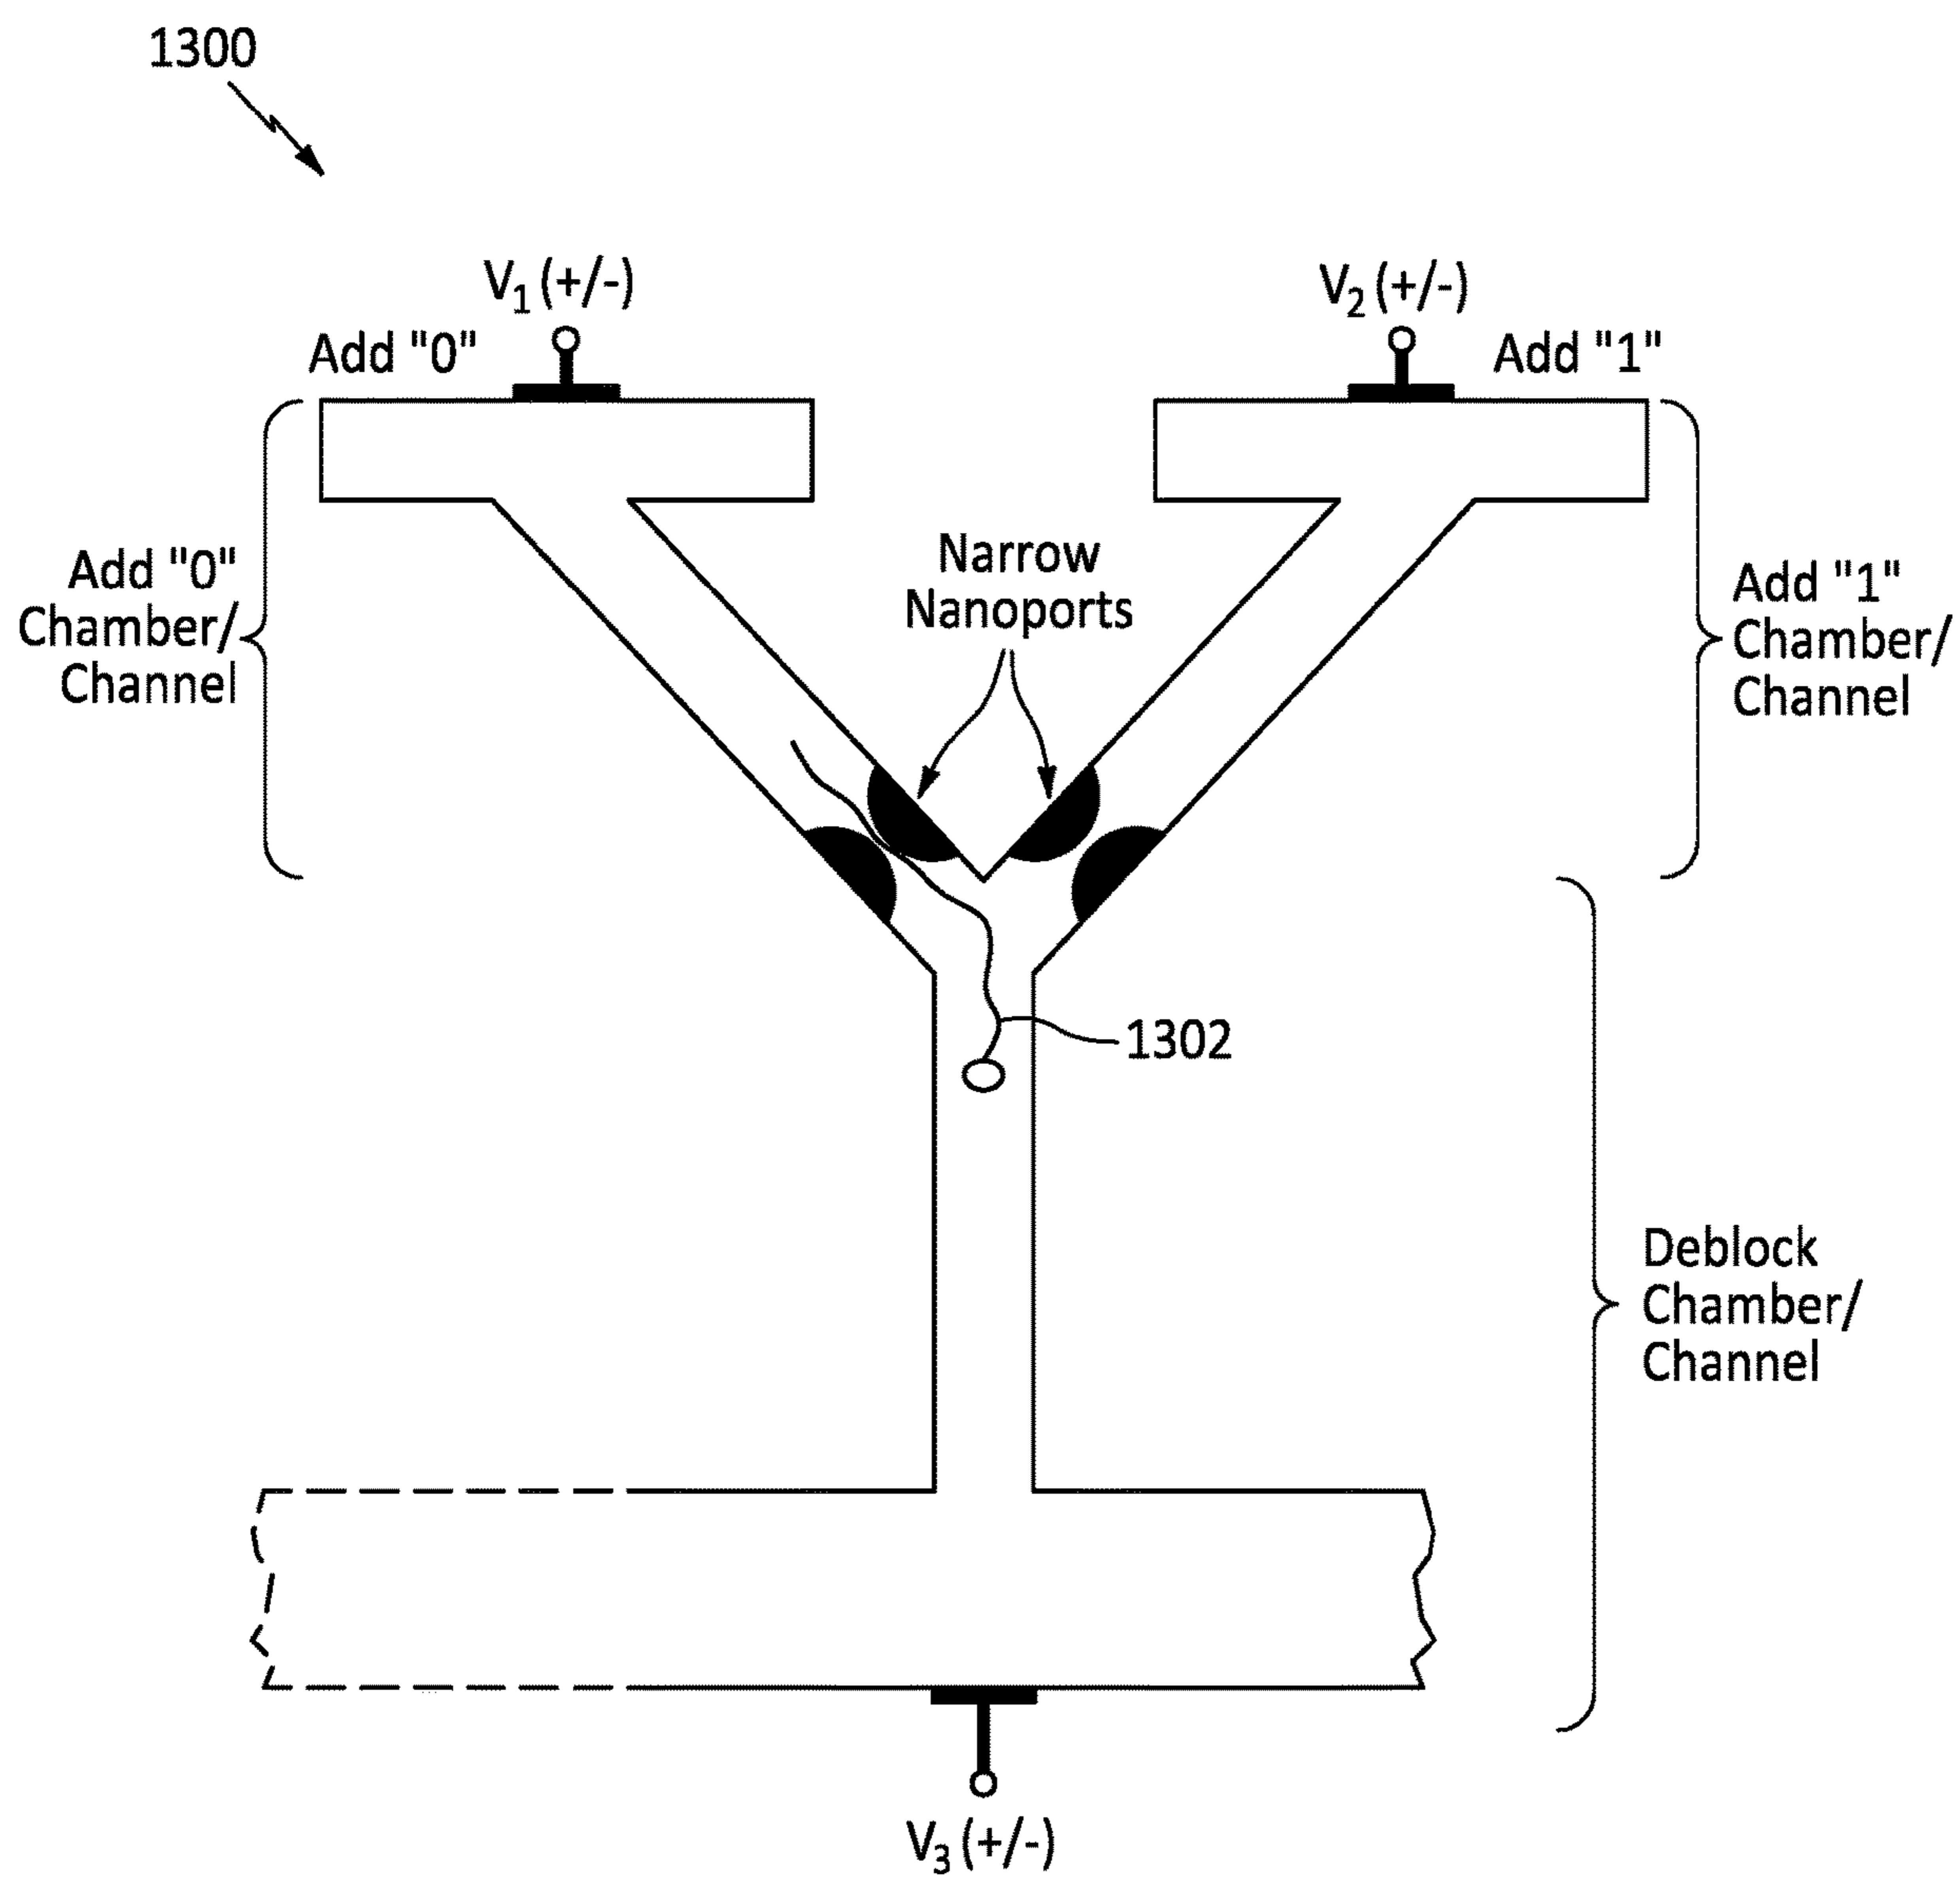 1300
V1 (+/-)
V2 (+/-)
Add "0"
Add "1"
Narrow
Nanoports
Add "0"
Chamber/
Channel
Add "1"
Chamber/
Channel
1302
Deblock
Chamber/
Channel
V3 (+/-)